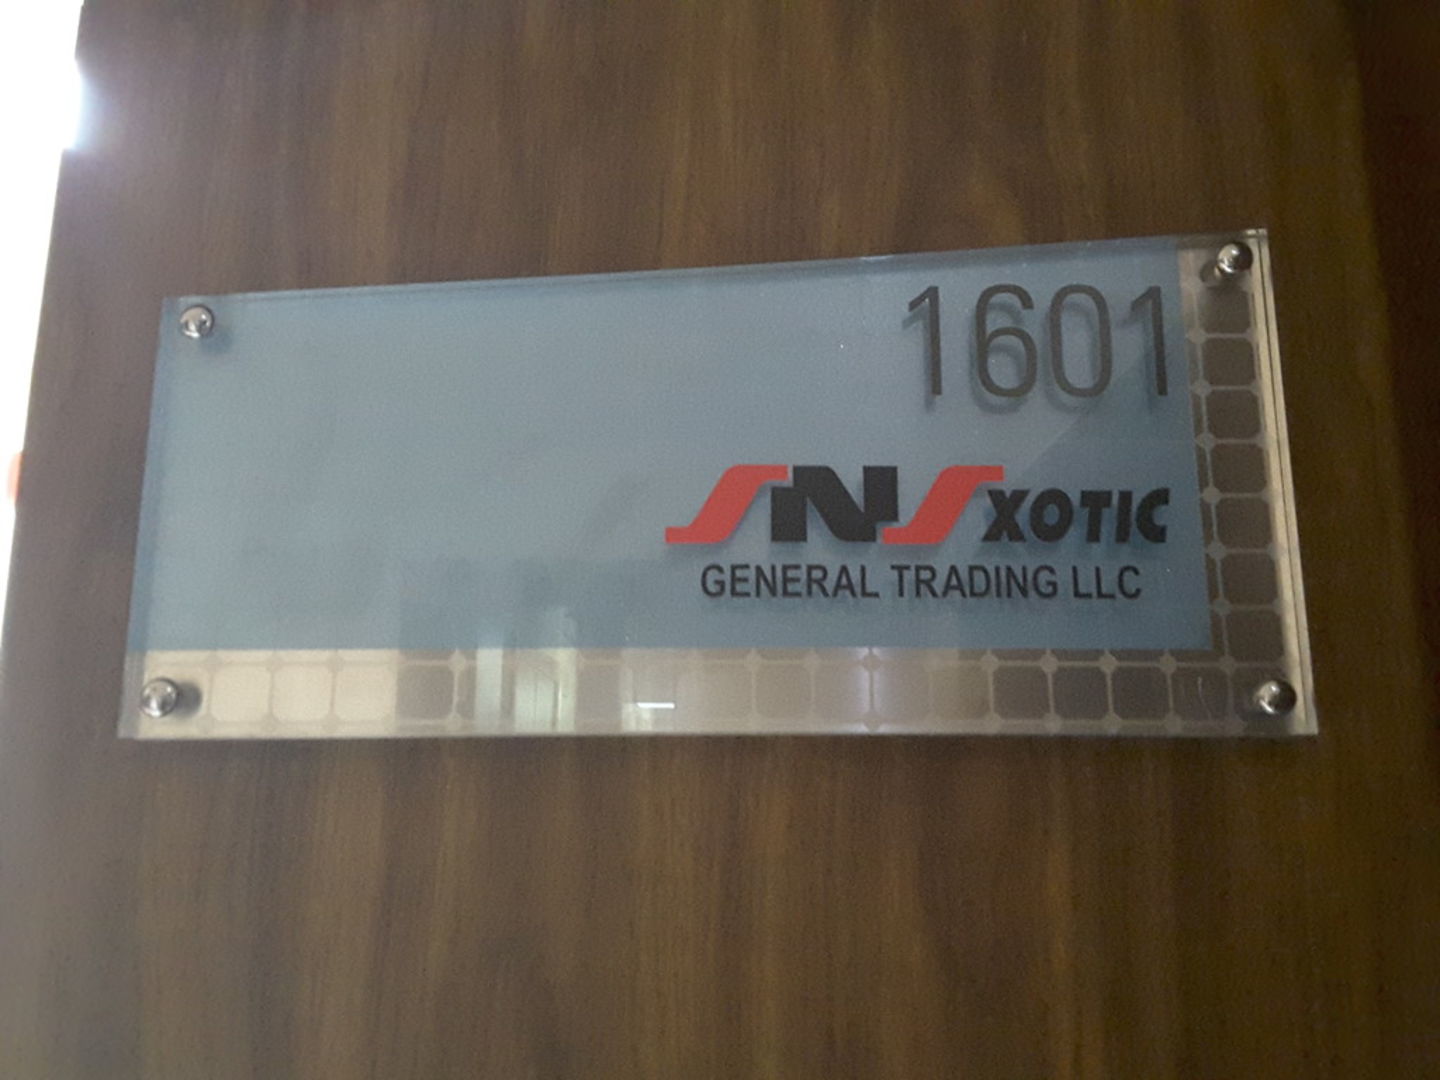 1601
SNS XOTIC
GENERAL TRADING LLC